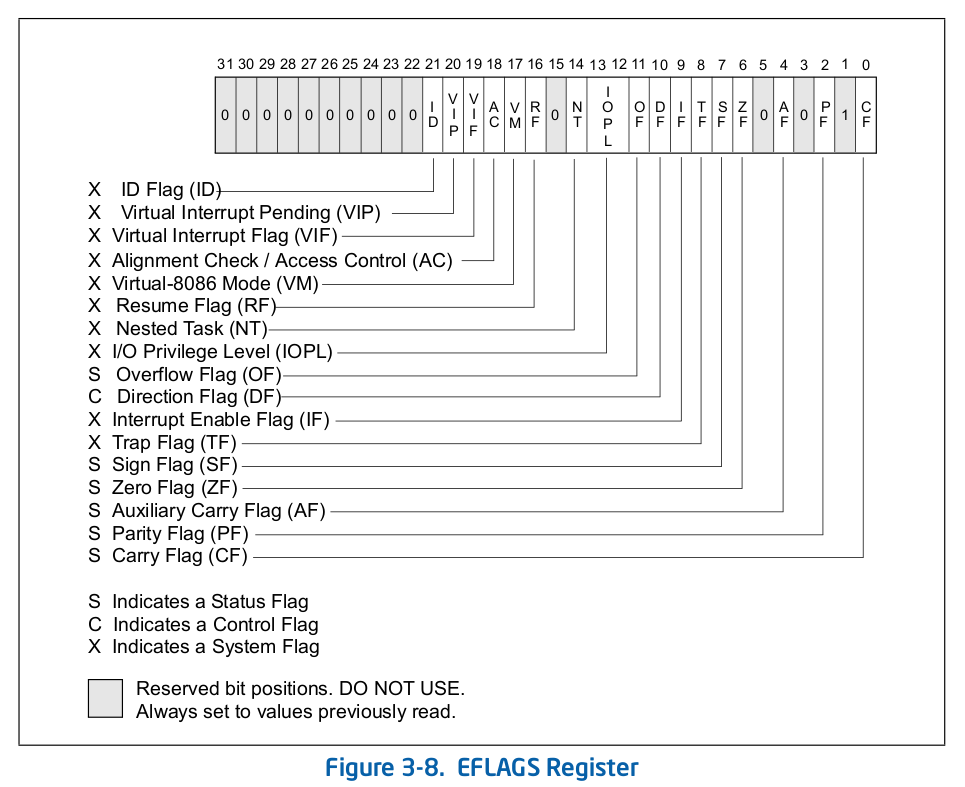 31 30 29 28 27 26 25 24 23 22 21 20 19 18 17 16 15 14 13 12 11 10 9 8 7 6 5 4 3 2 1 0
0 0 0 0 0 0 0 0 0 0 ID VIP VIF AC VM RF 0 NT IOPL OF DF IF TF SF ZF 0 AF 0 PF 1 CF
X ID Flag (ID)
X Virtual Interrupt Pending (VIP)
X Virtual Interrupt Flag (VIF)
X Alignment Check / Access Control (AC)
X Virtual-8086 Mode (VM)
X Resume Flag (RF)
X Nested Task (NT)
X I/O Privilege Level (IOPL)
S Overflow Flag (OF)
C Direction Flag (DF)
X Interrupt Enable Flag (IF)
X Trap Flag (TF)
S Sign Flag (SF)
S Zero Flag (ZF)
S Auxiliary Carry Flag (AF)
S Parity Flag (PF)
S Carry Flag (CF)
S Indicates a Status Flag
C Indicates a Control Flag
X Indicates a System Flag
Reserved bit positions. DO NOT USE.
Always set to values previously read.
Figure 3-8. EFLAGS Register